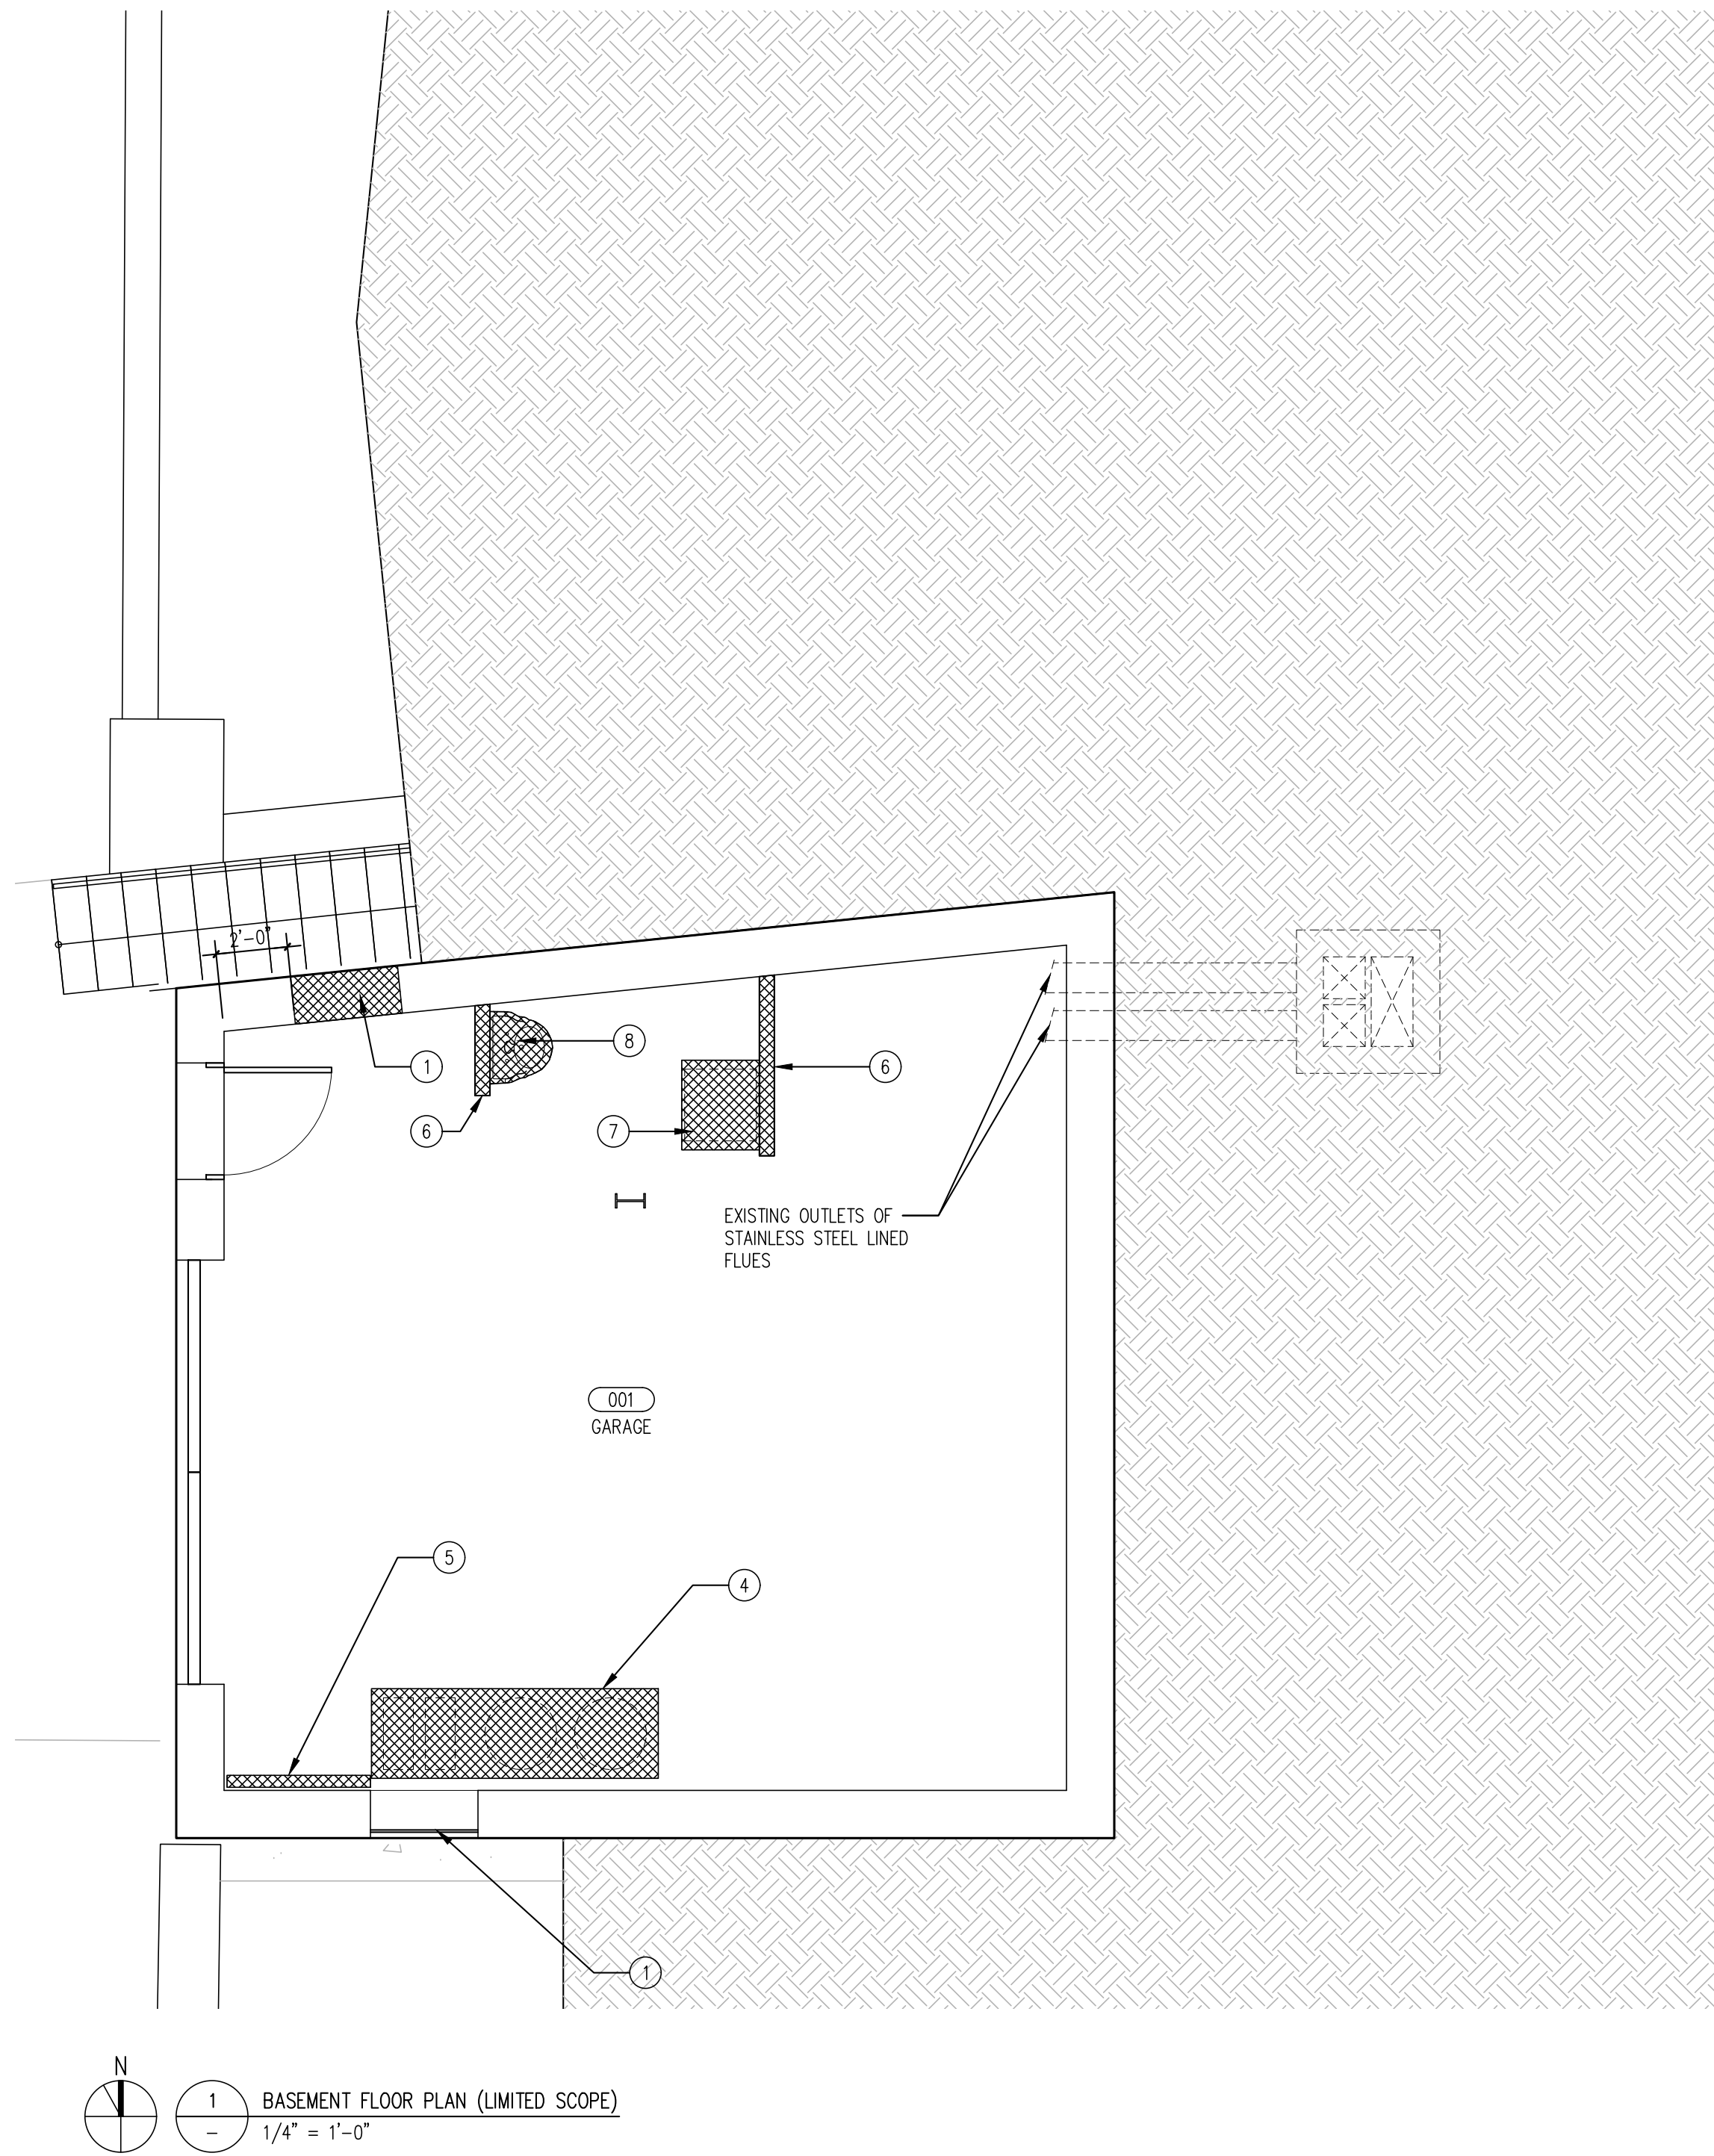 2'-0"
1
8
6
6
7
EXISTING OUTLETS OF
STAINLESS STEEL LINED
FLUES
001
GARAGE
5
4
1
N
1
BASEMENT FLOOR PLAN (LIMITED SCOPE)
-
1/4" = 1'-0"